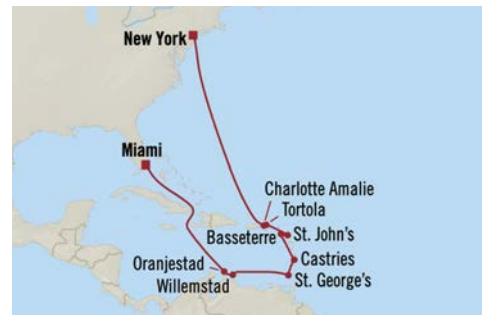 New York
Miami
Charlotte Amalie
Tortola
Basseterre
St. John's
Castries
Oranjestad
St. George's
Willemstad